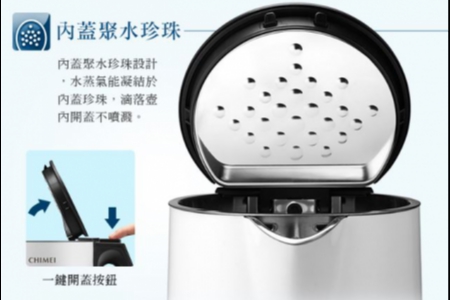 內蓋聚水珍珠
內蓋聚水珍珠設計
，水蒸氣能凝結於
內蓋珍珠，滴落壺
內開蓋不噴濺。
CHIMEI
一鍵開蓋按鈕